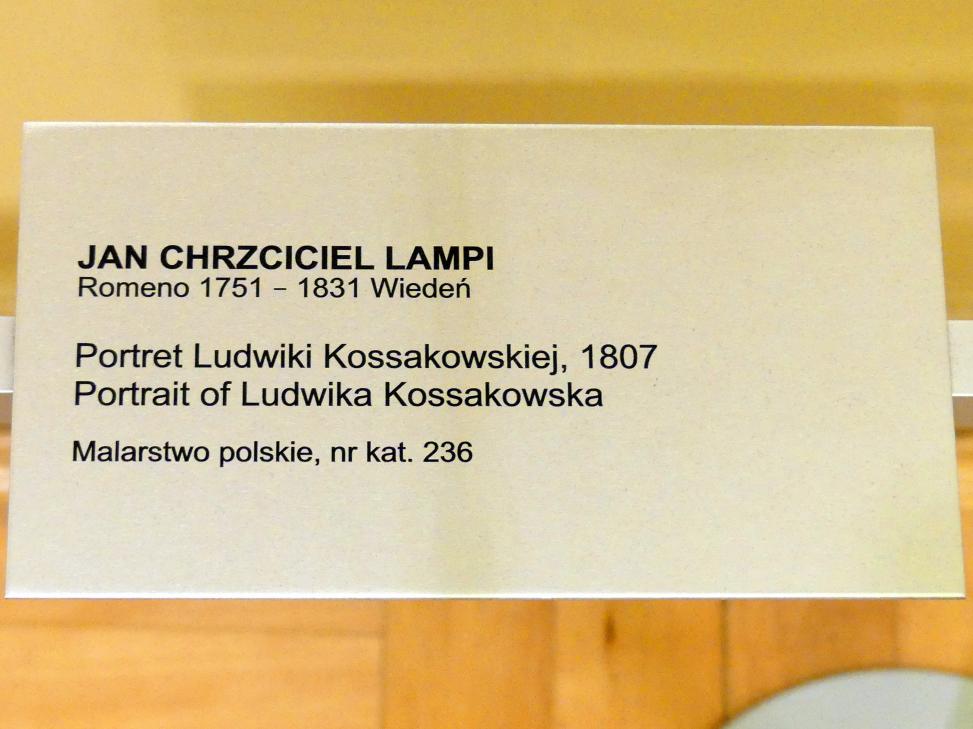 JAN CHRZCICIEL LAMPI
Romeno 1751 – 1831 Wiedeń
Portret Ludwiki Kossakowskiej, 1807
Portrait of Ludwika Kossakowska
Malarstwo polskie, nr kat. 236